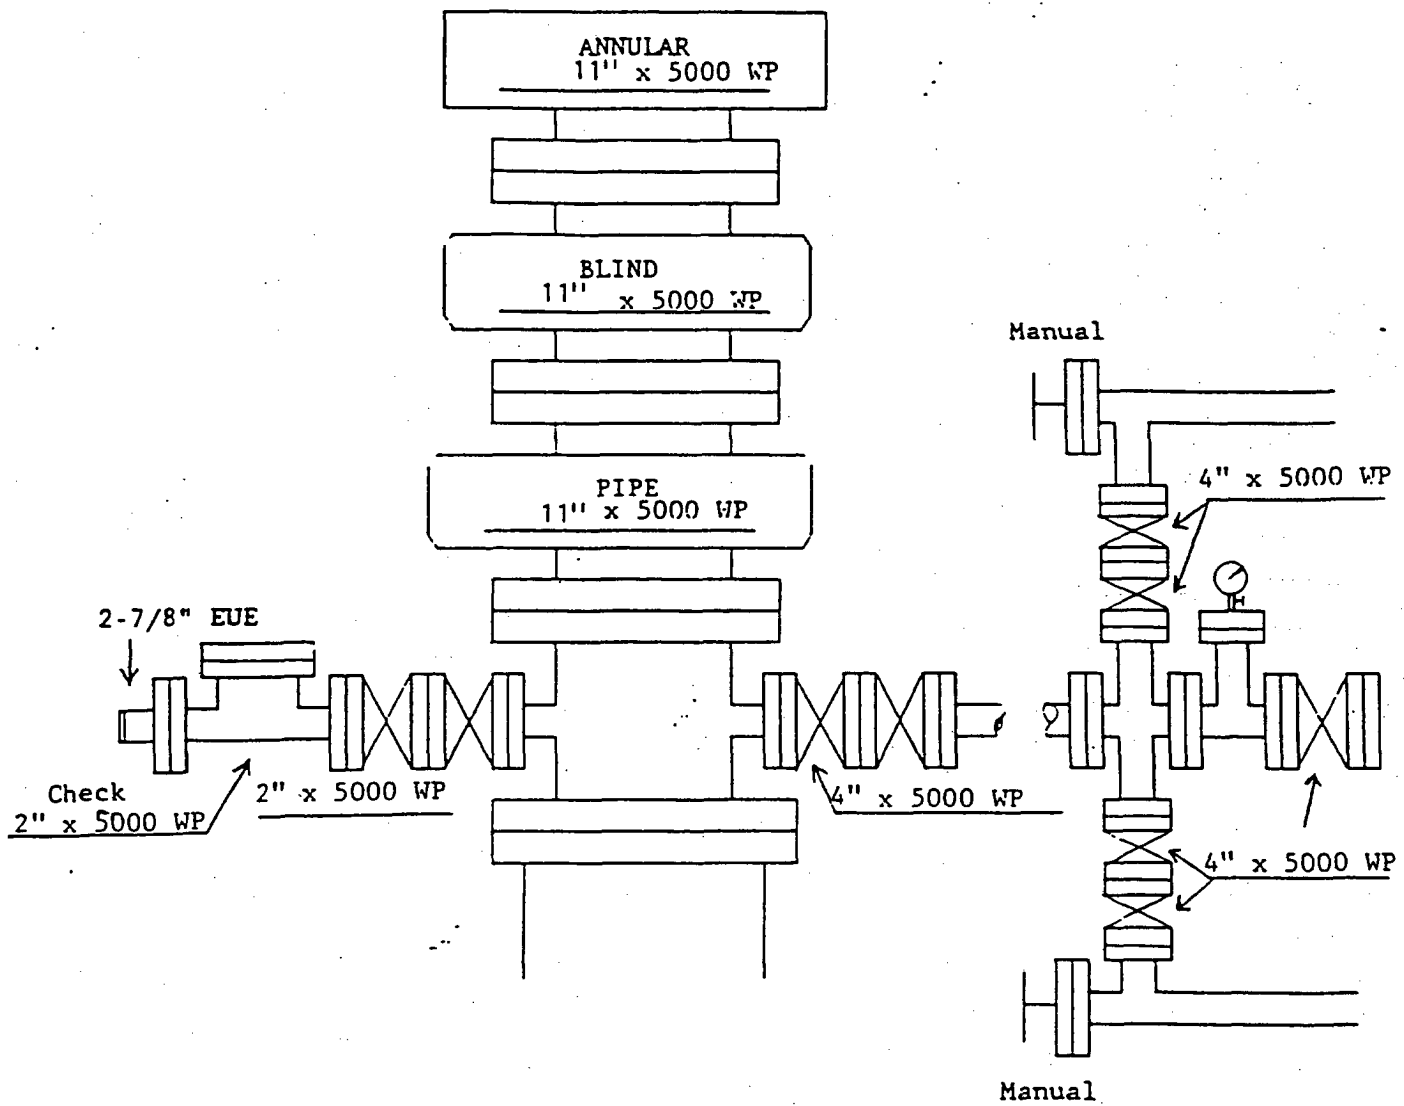 ANNULAR
11" x 5000 WP
BLIND
11" x 5000 WP
Manual
PIPE
11" x 5000 WP
4" x 5000 WP
2-7/8" EUE
Check
2" x 5000 WP
2" x 5000 WP
4" x 5000 WP
4" x 5000 WP
Manual